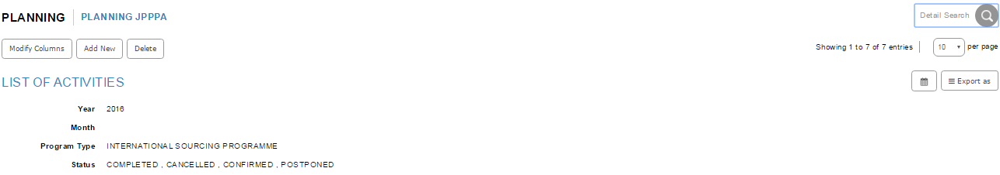 PLANNING PLANNING JPPPA Detail Search
Modify Columns Add New Delete Showing 1 to 7 of 7 entries 10 per page
LIST OF ACTIVITIES Export as
Year 2016
Month
Program Type INTERNATIONAL SOURCING PROGRAMME
Status COMPLETED , CANCELLED , CONFIRMED , POSTPONED